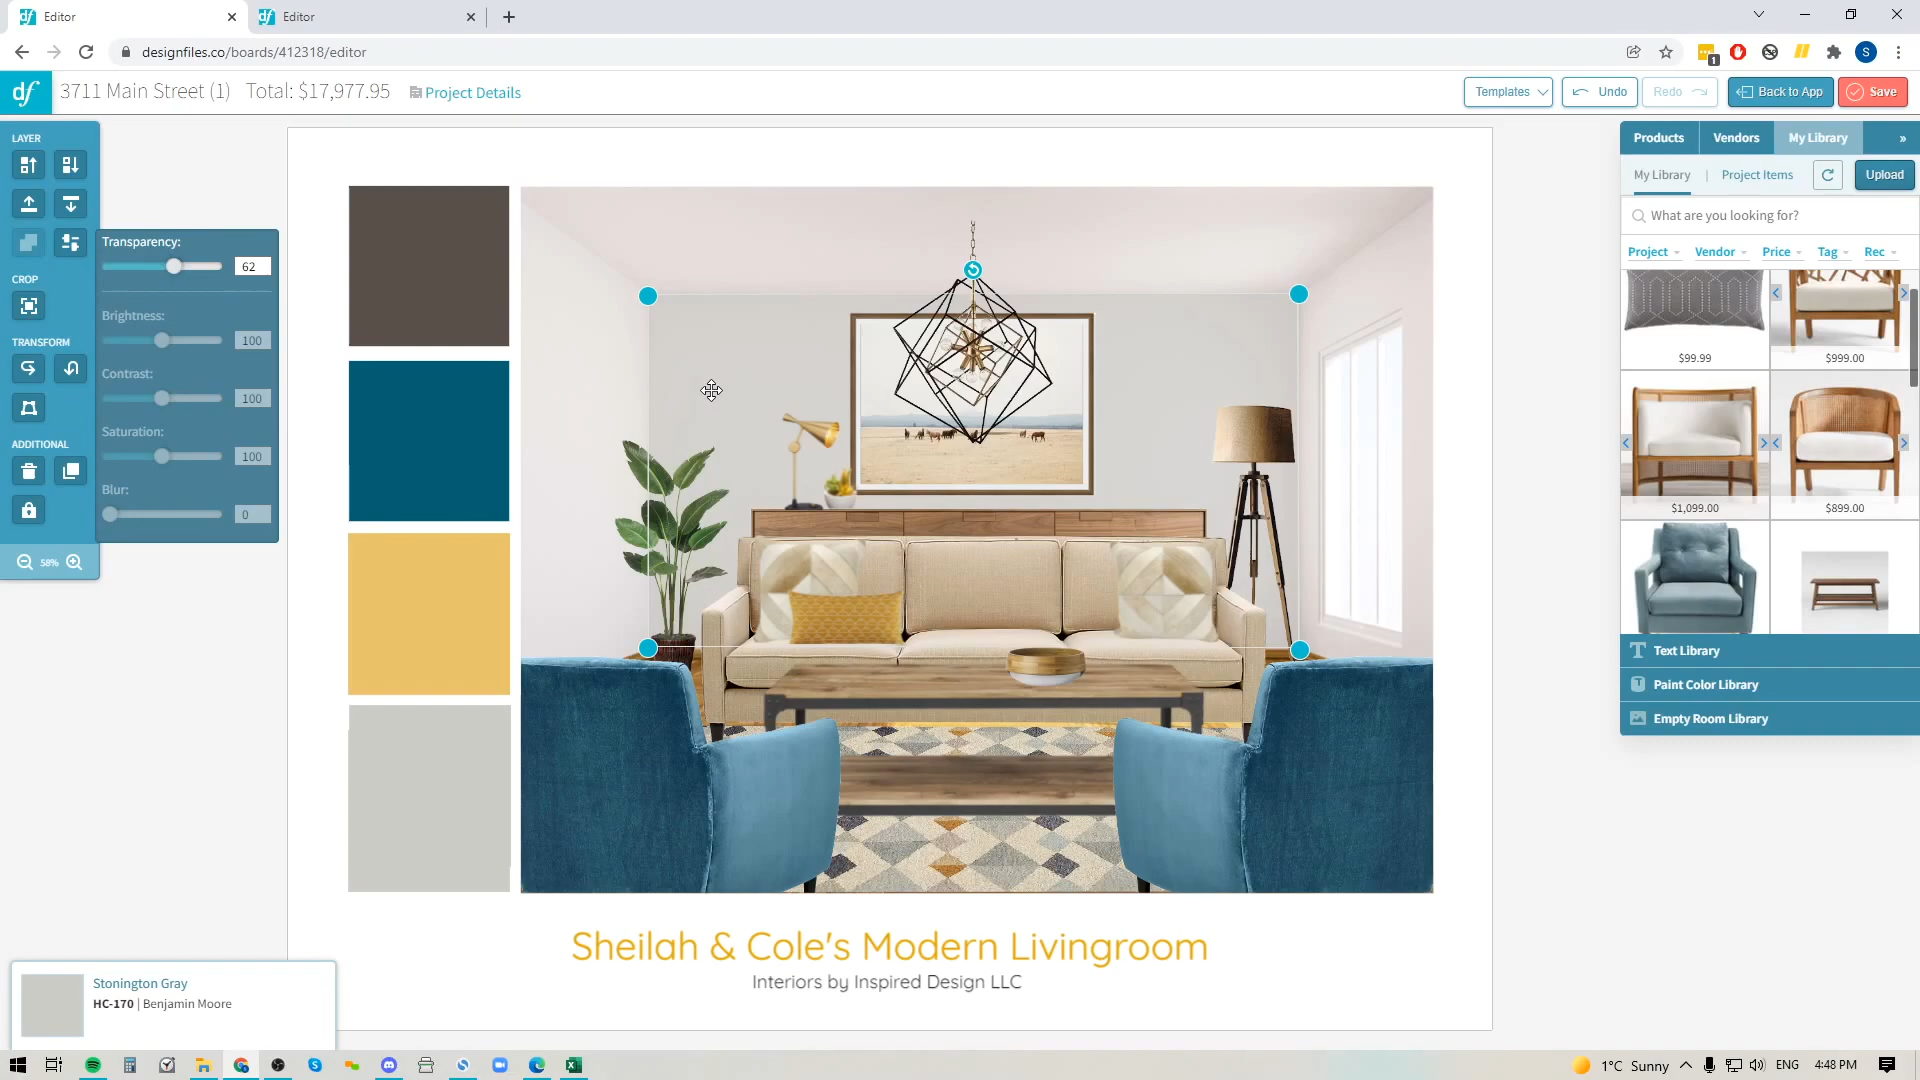 Editor
Editor
designfiles.co/boards/412318/editor
1
S
df
3711 Main Street (1) Total: $17,977.95 Project Details
Templates
Undo
Redo
Back to App
Save
LAYER
CROP
TRANSFORM
ADDITIONAL
58%
Transparency:
62
Brightness:
100
Contrast:
100
Saturation:
100
Blur:
0
Products Vendors My Library »
My Library | Project Items
Upload
What are you looking for?
Project Vendor Price Tag Rec
$99.99 $999.00
$1,099.00 $899.00
Text Library
Paint Color Library
Empty Room Library
Sheilah & Cole's Modern Livingroom
Interiors by Inspired Design LLC
Stonington Gray
HC-170 | Benjamin Moore
1°C Sunny ENG 4:48 PM